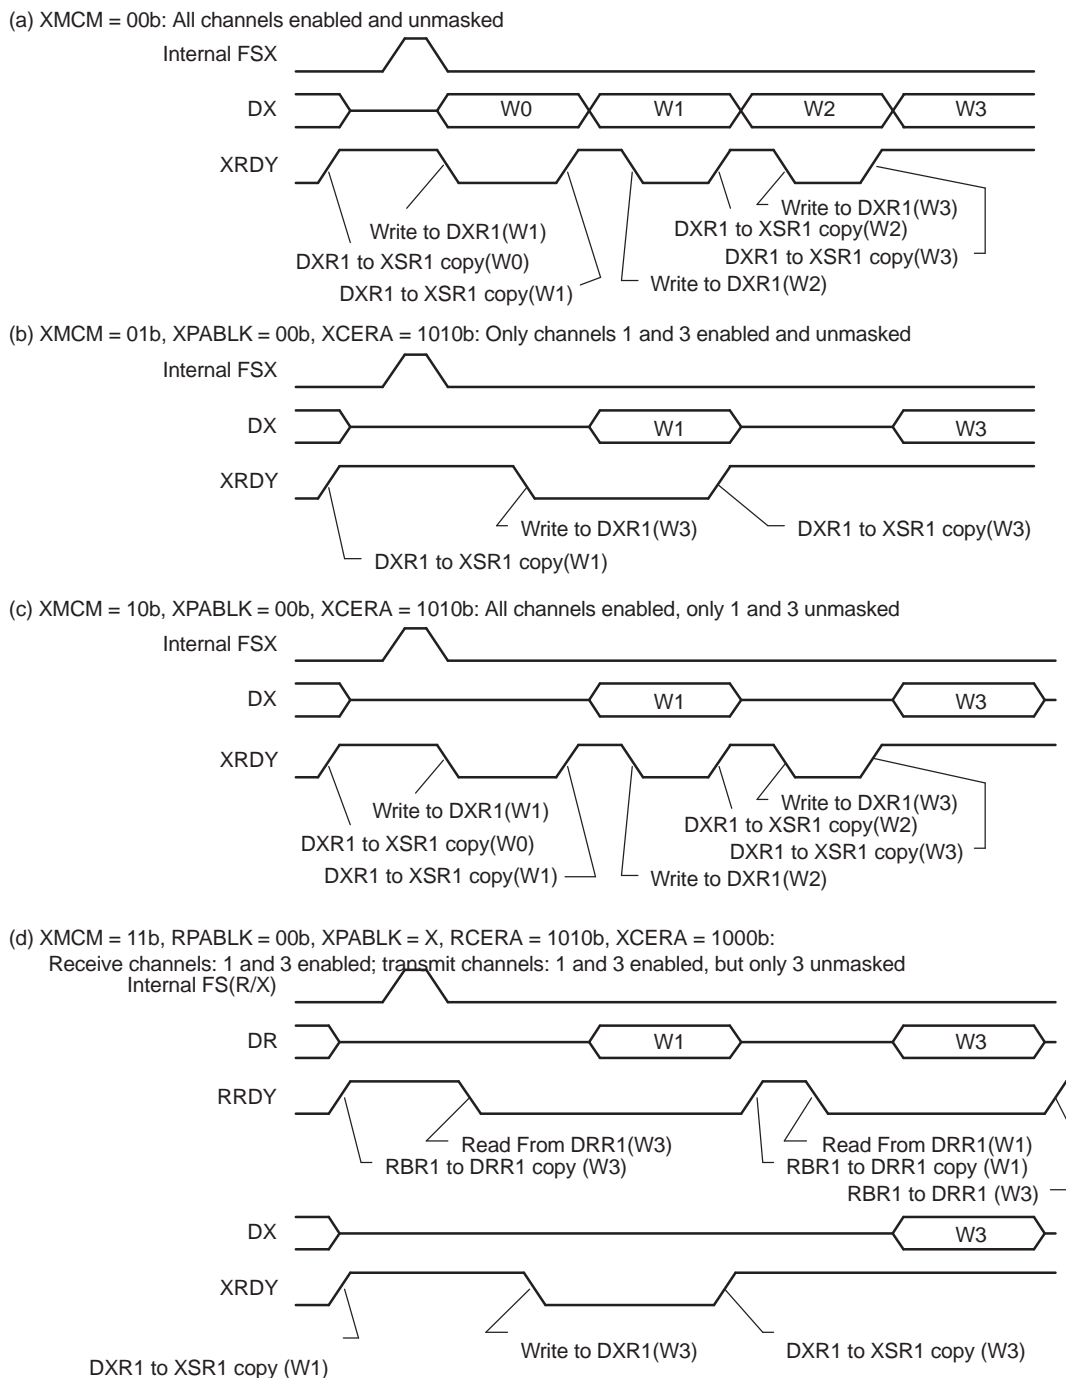 (a) XMCM = 00b: All channels enabled and unmasked
Internal FSX
DX
W0
W1
W2
W3
XRDY
Write to DXR1(W1)
DXR1 to XSR1 copy(W0)
DXR1 to XSR1 copy(W1)
Write to DXR1(W3)
DXR1 to XSR1 copy(W2)
DXR1 to XSR1 copy(W3)
Write to DXR1(W2)
(b) XMCM = 01b, XPABLK = 00b, XCERA = 1010b: Only channels 1 and 3 enabled and unmasked
Internal FSX
DX
W1
W3
XRDY
Write to DXR1(W3)
DXR1 to XSR1 copy(W3)
DXR1 to XSR1 copy(W1)
(c) XMCM = 10b, XPABLK = 00b, XCERA = 1010b: All channels enabled, only 1 and 3 unmasked
Internal FSX
DX
W1
W3
XRDY
Write to DXR1(W1)
DXR1 to XSR1 copy(W0)
DXR1 to XSR1 copy(W1)
Write to DXR1(W3)
DXR1 to XSR1 copy(W2)
DXR1 to XSR1 copy(W3)
Write to DXR1(W2)
(d) XMCM = 11b, RPABLK = 00b, XPABLK = X, RCERA = 1010b, XCERA = 1000b:
Receive channels: 1 and 3 enabled; transmit channels: 1 and 3 enabled, but only 3 unmasked
Internal FS(R/X)
DR
W1
W3
RRDY
Read From DRR1(W3)
RBR1 to DRR1 copy (W3)
Read From DRR1(W1)
RBR1 to DRR1 copy (W1)
RBR1 to DRR1 (W3)
DX
W3
XRDY
DXR1 to XSR1 copy (W1)
Write to DXR1(W3)
DXR1 to XSR1 copy (W3)